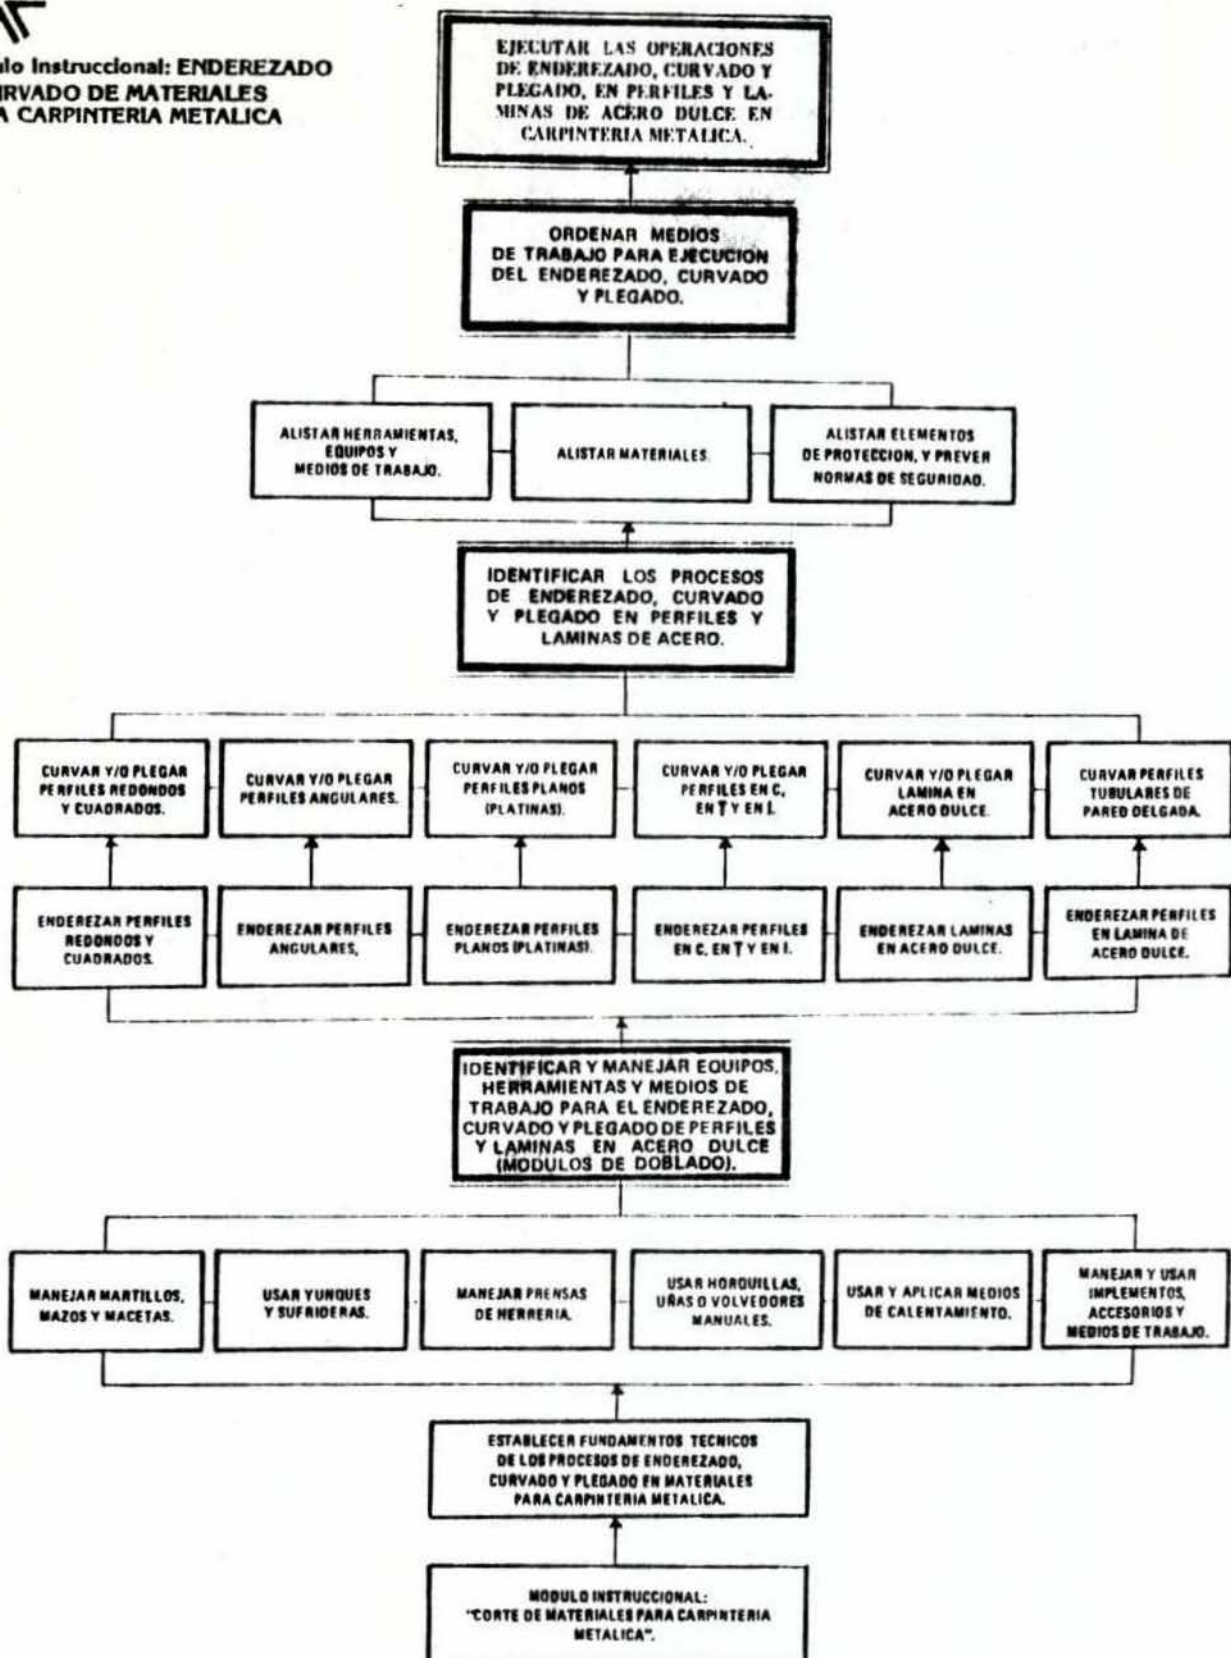 Instruccional: ENDEREZADO
DE MATERIALES
CARPINTERIA METALICA
EJECUTAR LAS OPERACIONES
DE ENDEREZADO, CURVADO Y
PLEGADO, EN PERFILES Y LA-
MINAS DE ACERO DULCE EN
CARPINTERIA METALICA.
ORDENAR MEDIOS
DE TRABAJO PARA EJECUCION
DEL ENDEREZADO, CURVADO
Y PLEGADO.
ALISTAR HERRAMIENTAS,
EQUIPOS Y
MEDIOS DE TRABAJO.
ALISTAR MATERIALES.
ALISTAR ELEMENTOS
DE PROTECCION, Y PREVER
NORMAS DE SEGURIDAD.
IDENTIFICAR LOS PROCESOS
DE ENDEREZADO, CURVADO
Y PLEGADO EN PERFILES Y
LAMINAS DE ACERO.
CURVAR Y/O PLEGAR
PERFILES REDONDOS
Y CUADRADOS.
CURVAR Y/O PLEGAR
PERFILES ANGULARES.
CURVAR Y/O PLEGAR
PERFILES PLANOS
(PLATINAS).
CURVAR Y/O PLEGAR
PERFILES EN C,
EN T Y EN I.
CURVAR Y/O PLEGAR
LAMINA EN
ACERO DULCE.
CURVAR PERFILES
TUBULARES DE
PARED DELGADA.
ENDEREZAR PERFILES
REDONDOS Y
CUADRADOS.
ENDEREZAR PERFILES
ANGULARES,
ENDEREZAR PERFILES
PLANOS (PLATINAS).
ENDEREZAR PERFILES
EN C, EN T Y EN I.
ENDEREZAR LAMINAS
EN ACERO DULCE.
ENDEREZAR PERFILES
EN LAMINA DE
ACERO DULCE.
IDENTIFICAR Y MANEJAR EQUIPOS,
HERRAMIENTAS Y MEDIOS DE
TRABAJO PARA EL ENDEREZADO,
CURVADO Y PLEGADO DE PERFILES
Y LAMINAS EN ACERO DULCE
(MODULOS DE DOBLADO).
MANEJAR MARTILLOS,
MAZOS Y MACETAS.
USAR YUNQUES
Y SUFRIDERAS.
MANEJAR PRENSAS
DE HERRERIA.
USAR HORQUILLAS,
UÑAS O VOLVEDORES
MANUALES.
USAR Y APLICAR MEDIOS
DE CALENTAMIENTO.
MANEJAR Y USAR
IMPLEMENTOS,
ACCESORIOS Y
MEDIOS DE TRABAJO.
ESTABLECER FUNDAMENTOS TECNICOS
DE LOS PROCESOS DE ENDEREZADO,
CURVADO Y PLEGADO EN MATERIALES
PARA CARPINTERIA METALICA.
MODULO INSTRUCCIONAL:
"CORTE DE MATERIALES PARA CARPINTERIA
METALICA".